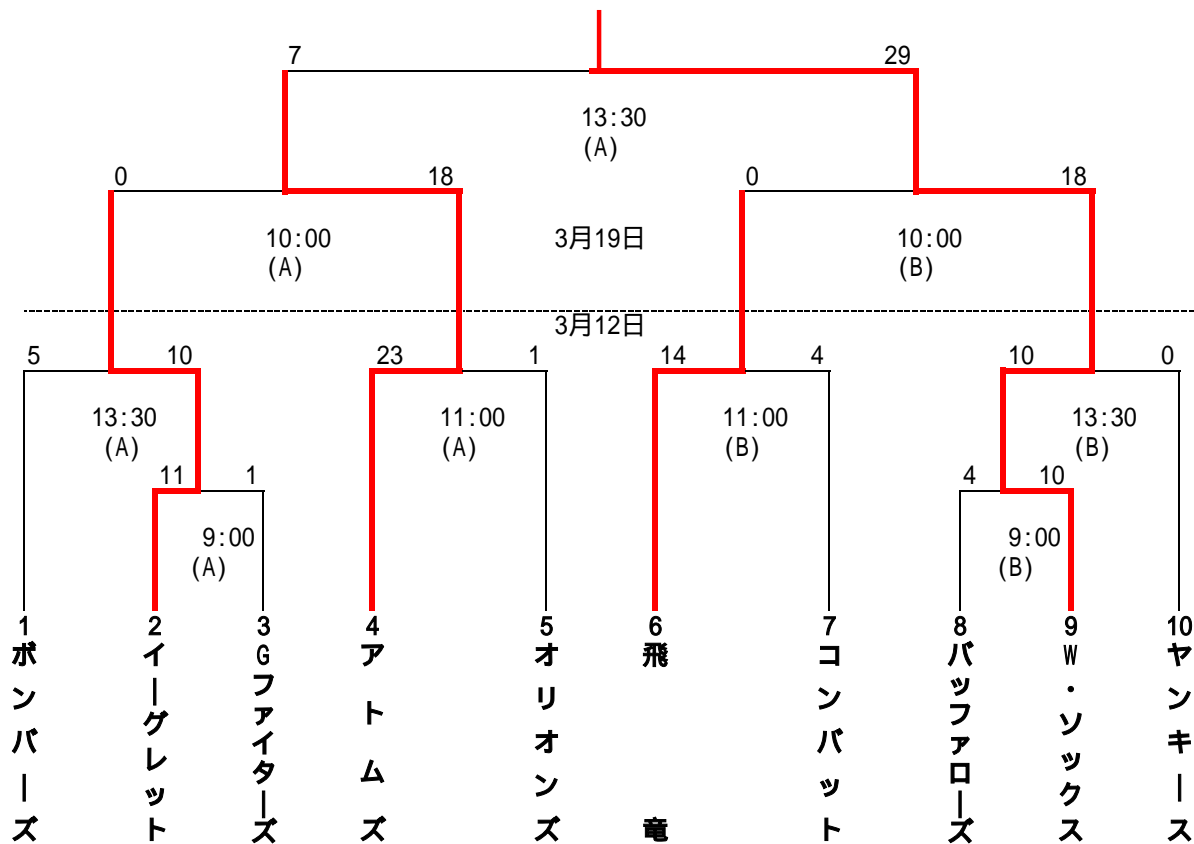 7 29
13:30
(A)
0 18 0 18
10:00 3月19日 10:00
(A) (B)
3月12日
5 10 23 1 14 4 10 0
13:30 11:00 11:00 13:30
(A) (A) (B) (B)
11 1 4 10
9:00 9:00
(A) (B)
1 2 3 4 5 6 7 8 9 10
ボンバーズ
イーグレット
Gファイターズ
アトムズ
オリオンズ
飛竜
コンバット
バッファローズ
W・ソックス
ヤンキース